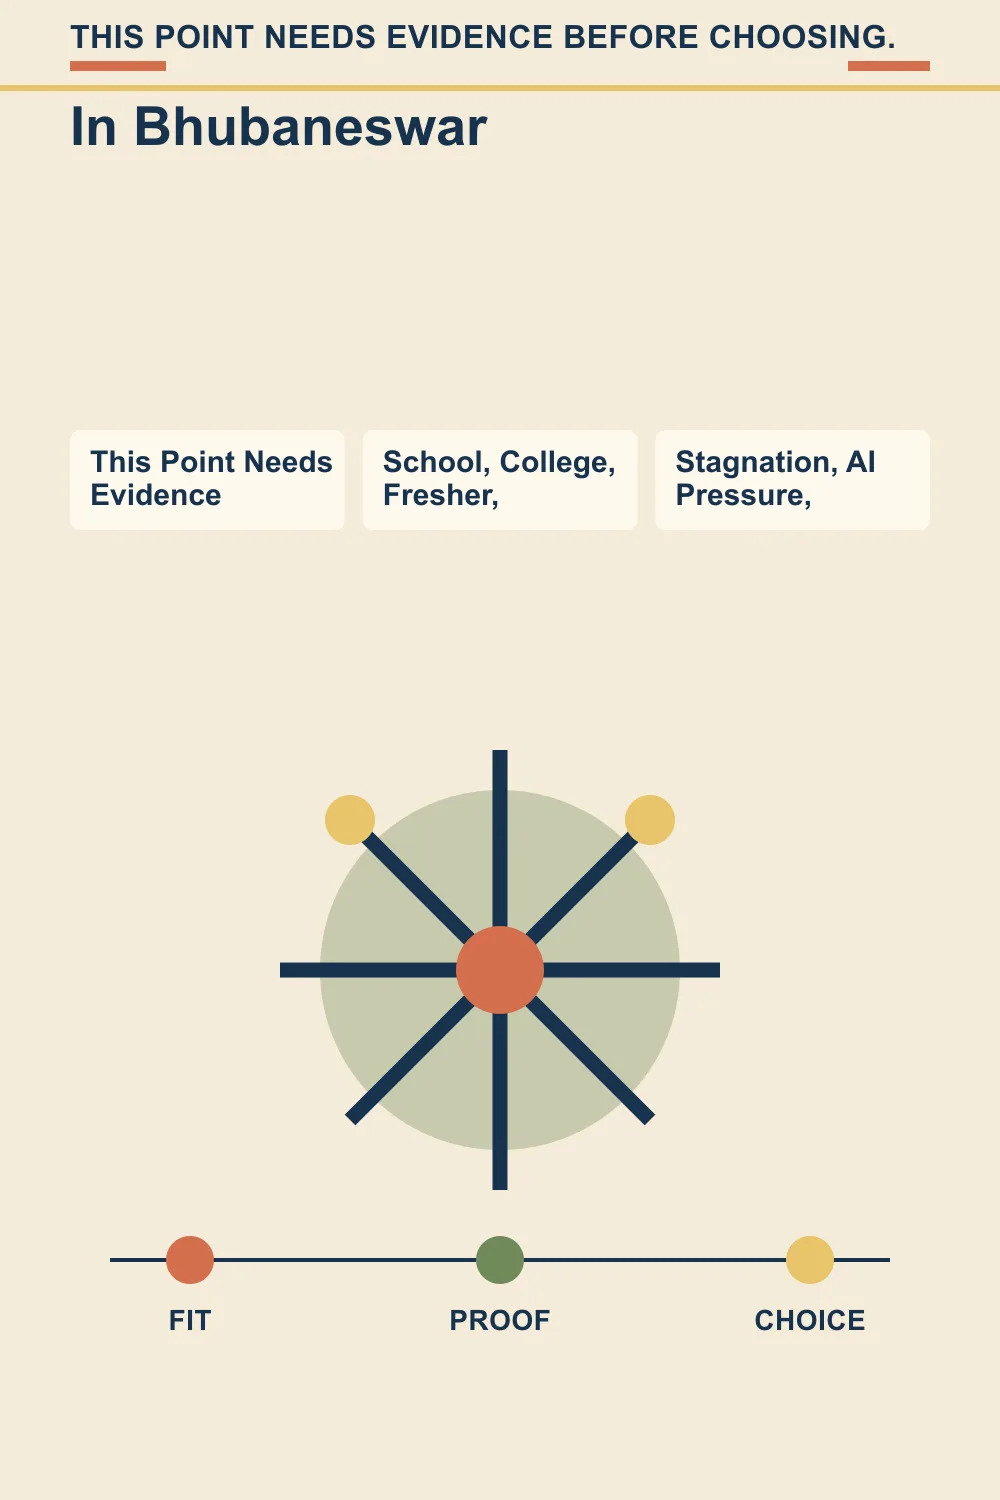 THIS POINT NEEDS EVIDENCE BEFORE CHOOSING.
In Bhubaneswar
This Point Needs
Evidence
School, College,
Fresher,
Stagnation, AI
Pressure,
FIT
PROOF
CHOICE